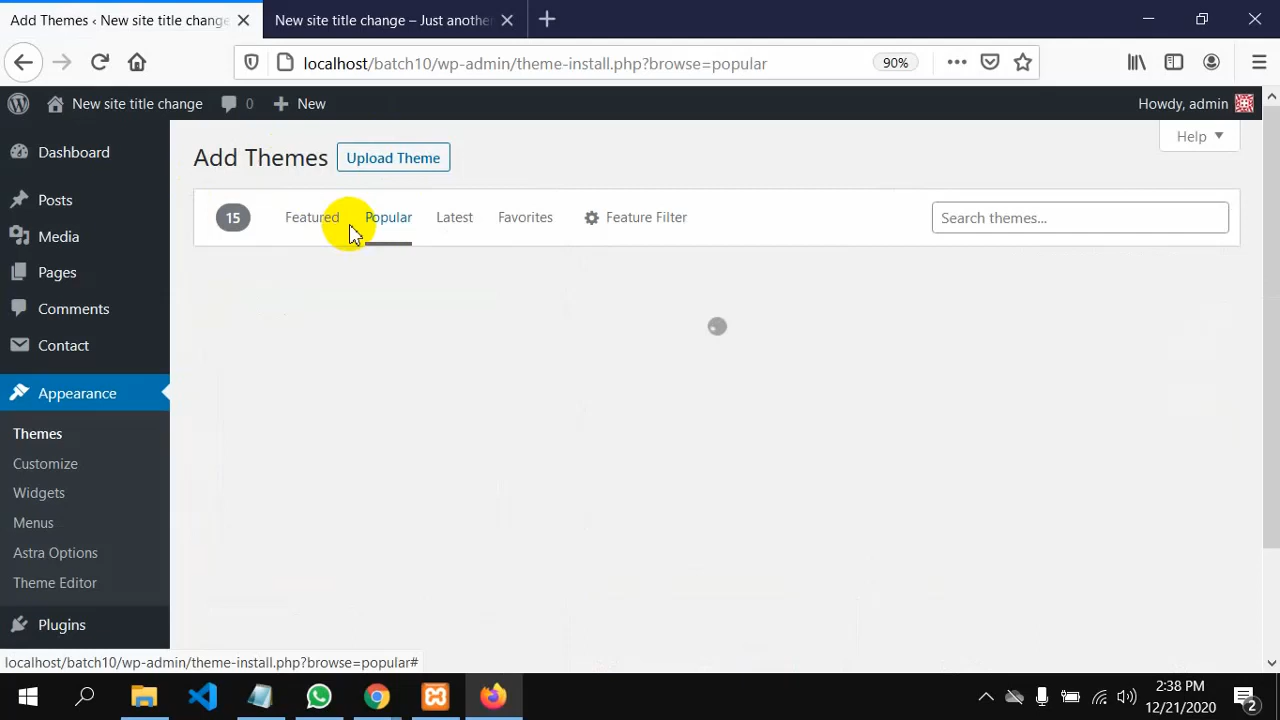 Add Themes ‹ New site title change
New site title change – Just another
localhost/batch10/wp-admin/theme-install.php?browse=popular
90%
New site title change
0
New
Howdy, admin
Dashboard
Posts
Media
Pages
Comments
Contact
Appearance
Themes
Customize
Widgets
Menus
Astra Options
Theme Editor
Plugins
Add Themes
Upload Theme
Help
15
Featured
Popular
Latest
Favorites
Feature Filter
Search themes...
localhost/batch10/wp-admin/theme-install.php?browse=popular#
2:38 PM
12/21/2020
2